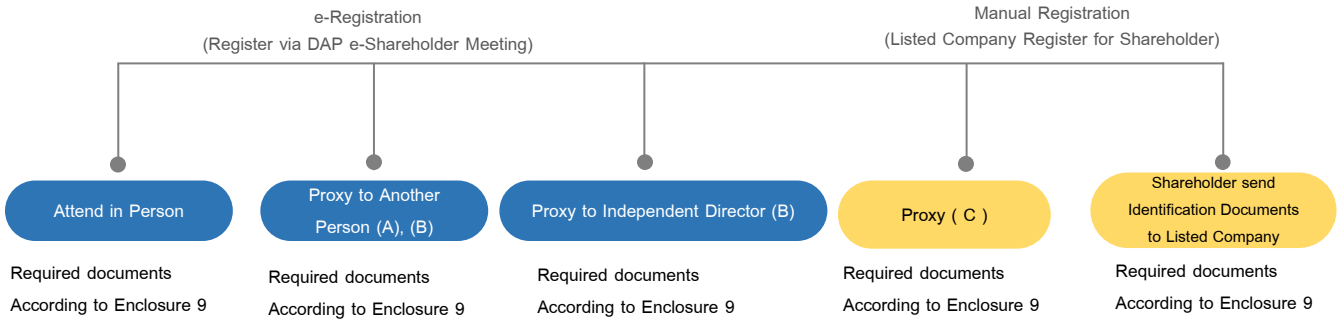 e-Registration
(Register via DAP e-Shareholder Meeting)
Manual Registration
(Listed Company Register for Shareholder)
Attend in Person
Proxy to Another
Person (A), (B)
Proxy to Independent Director (B)
Proxy ( C )
Shareholder send
Identification Documents
to Listed Company
Required documents
According to Enclosure 9
Required documents
According to Enclosure 9
Required documents
According to Enclosure 9
Required documents
According to Enclosure 9
Required documents
According to Enclosure 9